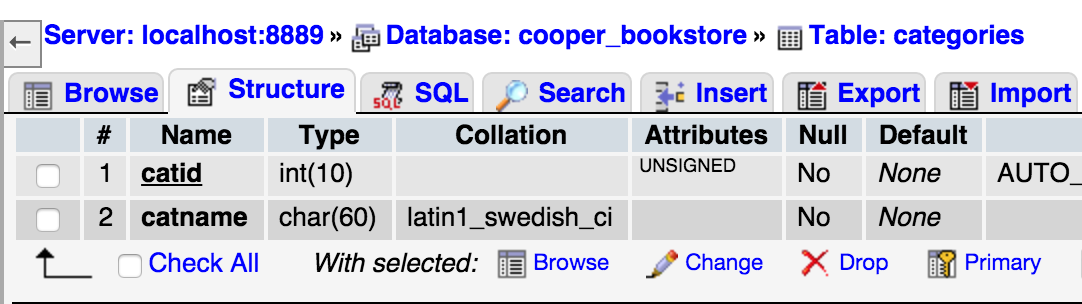 ← Server: localhost:8889 » Database: cooper_bookstore » Table: categories
Browse Structure SQL Search Insert Export Import
# Name Type Collation Attributes Null Default
1 catid int(10) UNSIGNED No None AUTO_
2 catname char(60) latin1_swedish_ci No None
Check All With selected: Browse Change Drop Primary